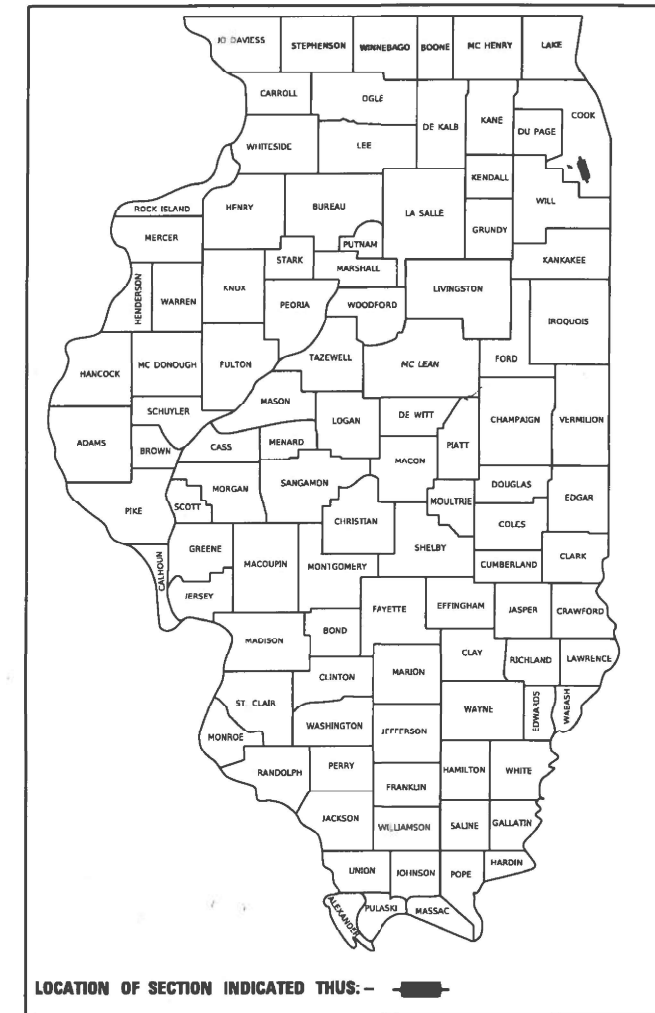 JO DAVIESS STEPHENSON WINNEBAGO BOONE MC HENRY LAKE
CARROLL OGLE DE KALB KANE DU PAGE COOK
WHITESIDE LEE
KENDALL
ROCK ISLAND HENRY BUREAU LA SALLE WILL
PUTNAM GRUNDY
MERCER STARK MARSHALL KANKAKEE
HENDERSON WARREN KNOX PEORIA WOODFORD LIVINGSTON
IROQUOIS
HANCOCK MC DONOUGH FULTON TAZEWELL MC LEAN FORD
SCHUYLER MASON
ADAMS BROWN CASS MENARD LOGAN DE WITT PIATT CHAMPAIGN VERMILION
MACON
PIKE SCOTT MORGAN SANGAMON CHRISTIAN MOULTRIE DOUGLAS EDGAR
COLES
CALHOUN GREENE MACOUPIN MONTGOMERY SHELBY CUMBERLAND CLARK
JERSEY FAYETTE EFFINGHAM JASPER CRAWFORD
MADISON BOND
CLINTON MARION CLAY RICHLAND LAWRENCE
ST. CLAIR WAYNE EDWARDS WABASH
MONROE WASHINGTON JEFFERSON
RANDOLPH PERRY FRANKLIN HAMILTON WHITE
JACKSON WILLIAMSON SALINE GALLATIN
UNION JOHNSON POPE HARDIN
ALEXANDER PULASKI MASSAC
LOCATION OF SECTION INDICATED THUS: -